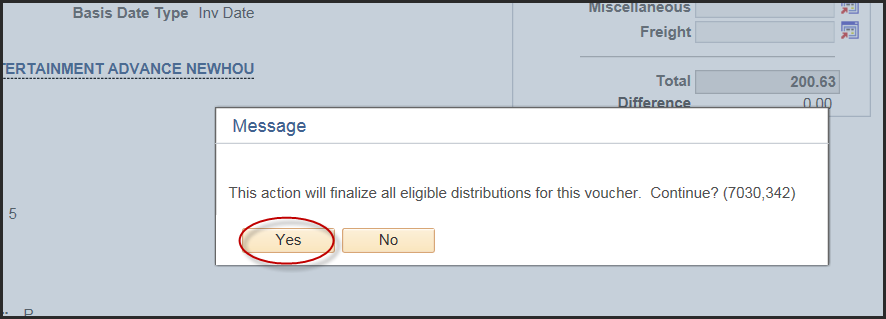 Basis Date Type Inv Date
Miscellaneous
Freight
ERTAINMENT ADVANCE NEWHOU
Total 200.63
Difference 0.00
Message
This action will finalize all eligible distributions for this voucher. Continue? (7030,342)
5
Yes No